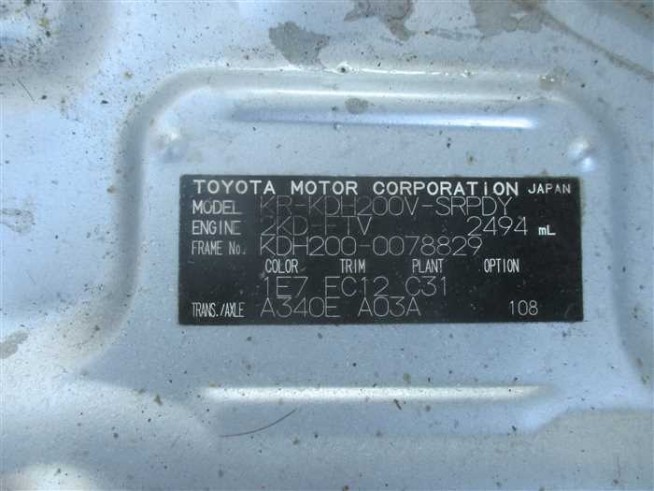 TOYOTA MOTOR CORPORATION JAPAN
MODEL KR-KDH200V-SRPDY
ENGINE 2KD-FTV 2494 mL
FRAME No. KDH200-0078829
COLOR TRIM PLANT OPTION
1E7 EC12 C31
TRANS./AXLE A340E A03A 108